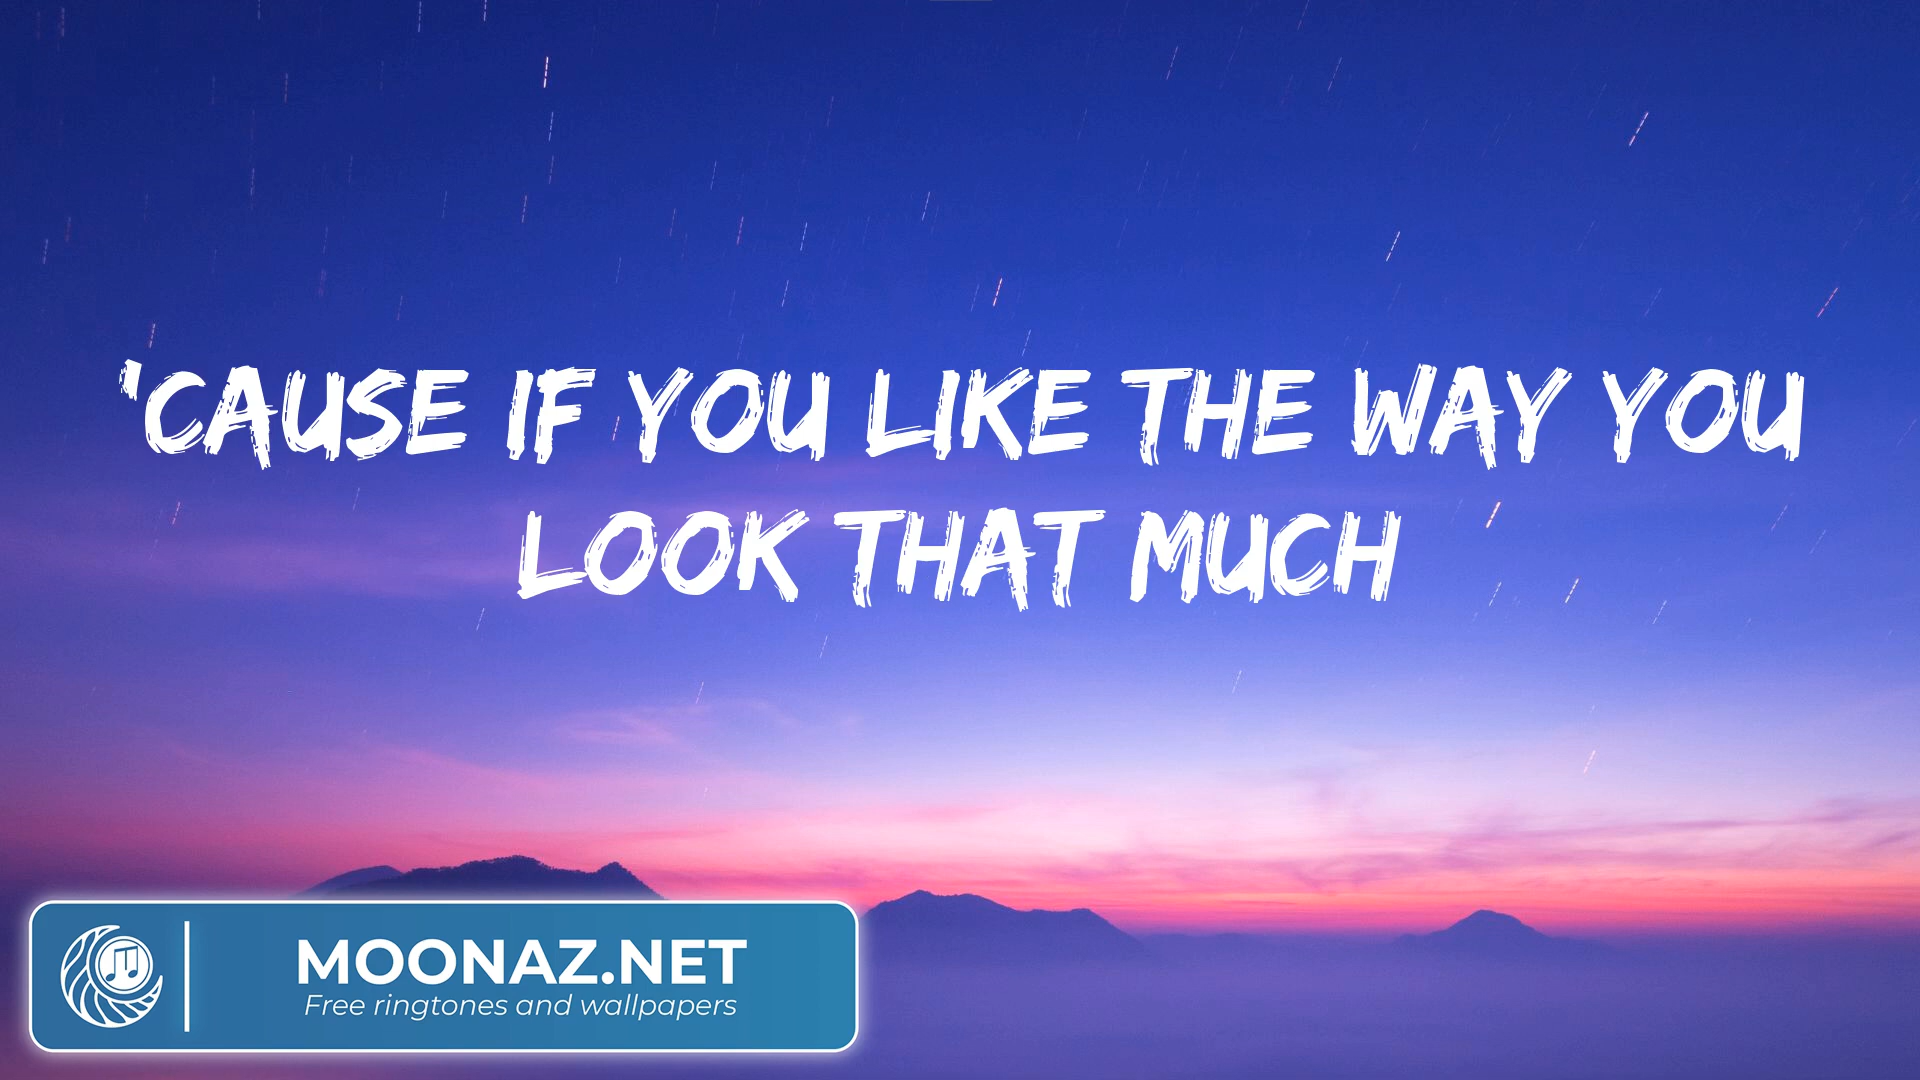 'CAUSE IF YOU LIKE THE WAY YOU
LOOK THAT MUCH
MOONAZ.NET
Free ringtones and wallpapers